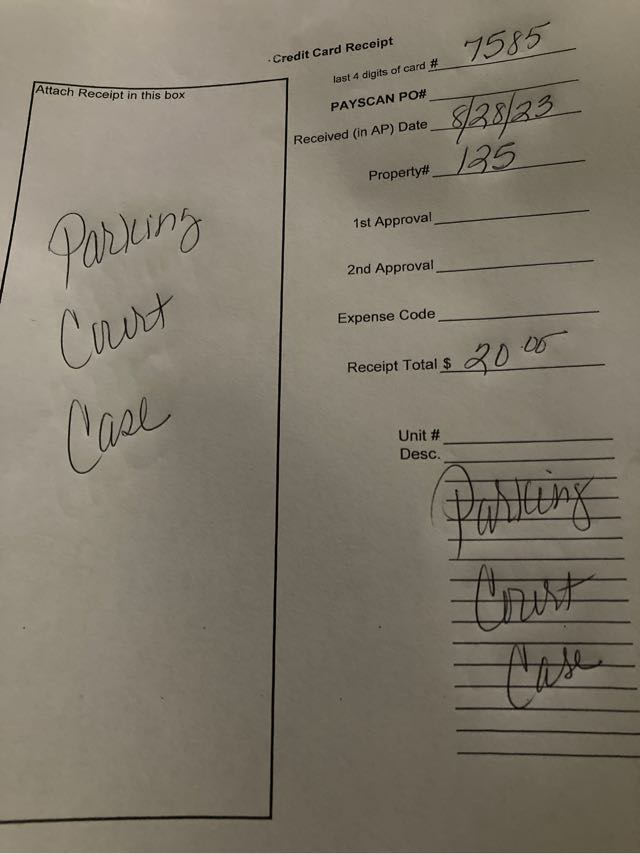 Credit Card Receipt
last 4 digits of card # 7585
Attach Receipt in this box
PAYSCAN PO#
Received (in AP) Date 8/28/23
Property# 125
Parking
Court
Case
1st Approval
2nd Approval
Expense Code
Receipt Total $ 20.00
Unit #
Desc.
Parking
Court
Case